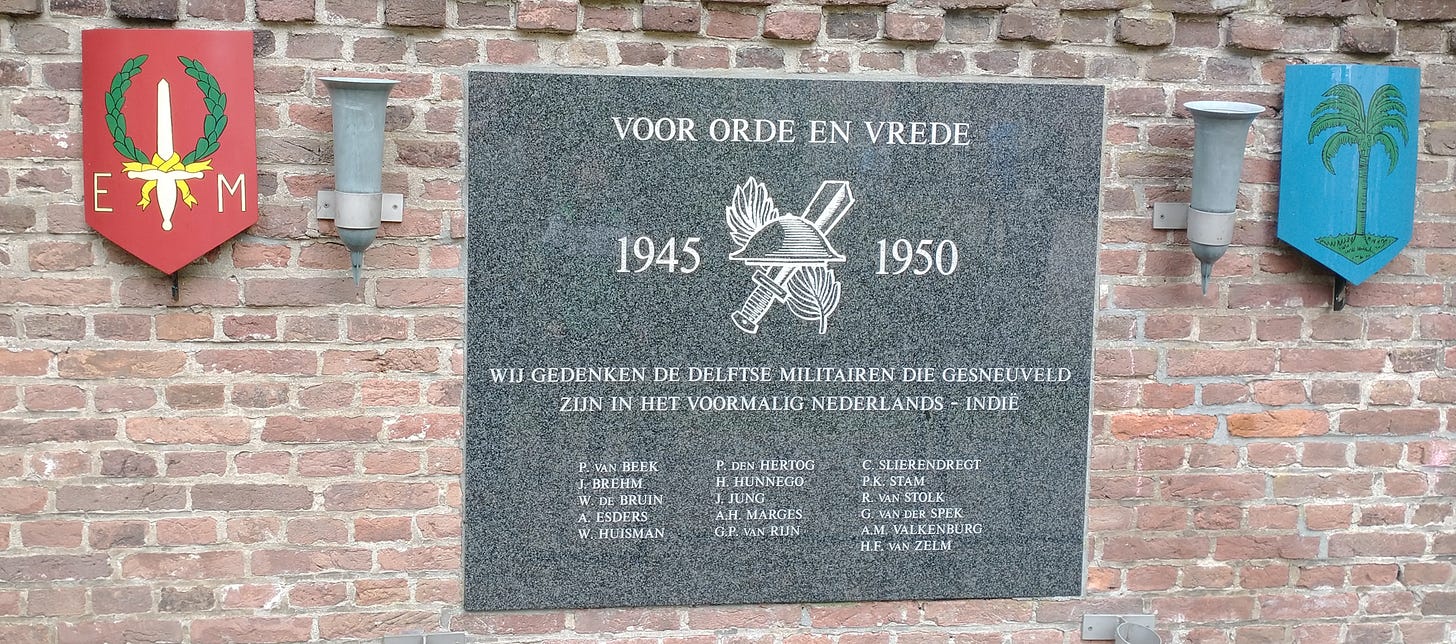 E M
VOOR ORDE EN VREDE
1945 1950
WIJ GEDENKEN DE DELFTSE MILITAIREN DIE GESNEUVELD
ZIJN IN HET VOORMALIG NEDERLANDS - INDIË
P. VAN BEEK
J. BREHM
W. DE BRUIN
A. ESDERS
W. HUISMAN
P. DEN HERTOG
H. HUNNEGO
J. JUNG
A.H. MARGES
G.P. VAN RIJN
C. SLIERENDREGT
P.K. STAM
R. VAN STOLK
G. VAN DER SPEK
A.M. VALKENBURG
H.F. VAN ZELM